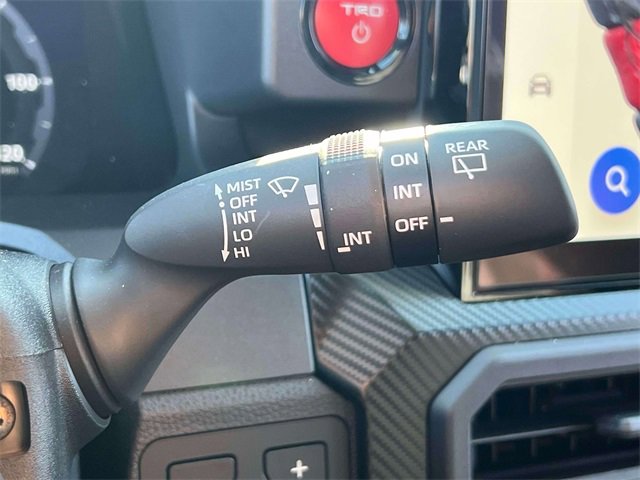 TRD
100
20
MIST
OFF
INT
LO
HI
INT
ON
INT
OFF
REAR
+